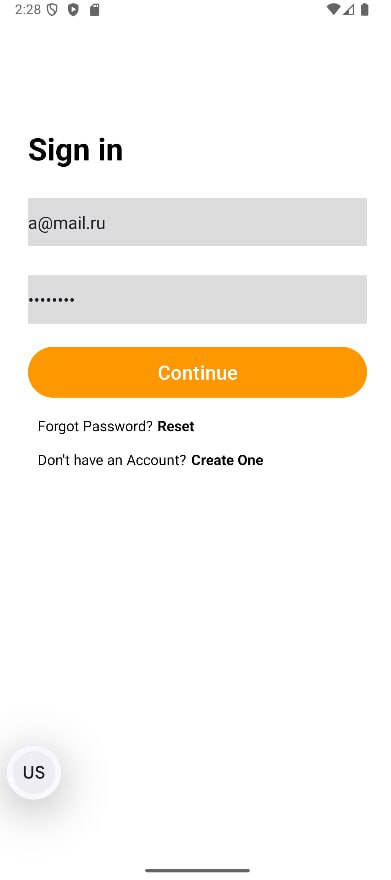 2:28
Sign in
a@mail.ru
••••••••
Continue
Forgot Password? Reset
Don't have an Account? Create One
US